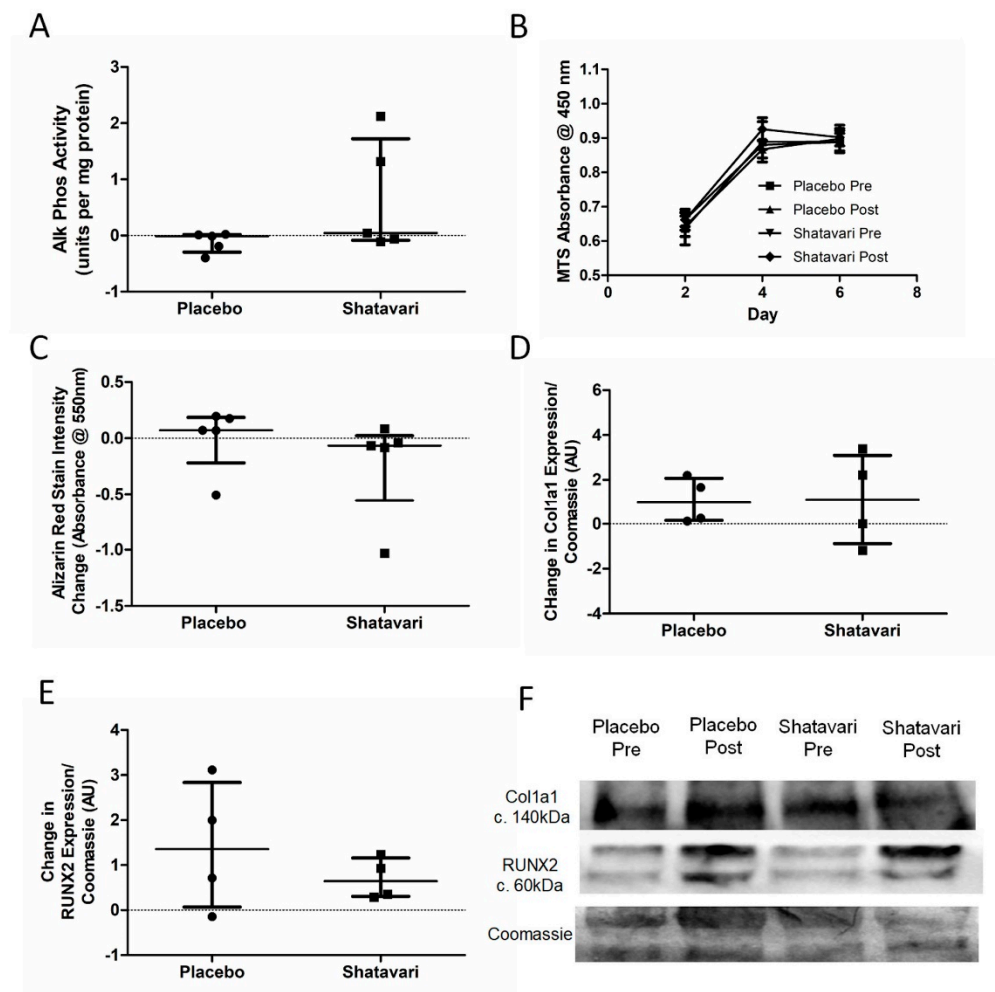 A
Alk Phos Activity
(units per mg protein)
3
2
1
0
-1
Placebo
Shatavari
B
MTS Absorbance @ 450 nm
1.1
1.0
0.9
0.8
0.7
0.6
0.5
Placebo Pre
Placebo Post
Shatavari Pre
Shatavari Post
0
2
4
6
8
Day
C
Alizarin Red Stain Intensity
Change (Absorbance @ 550nm)
0.5
0.0
-0.5
-1.0
-1.5
Placebo
Shatavari
D
CHange in Col1a1 Expression/
Coomassie (AU)
6
4
2
0
-2
-4
Placebo
Shatavari
E
Change in
RUNX2 Expression/
Coomassie (AU)
4
3
2
1
0
-1
Placebo
Shatavari
F
Placebo
Pre
Placebo
Post
Shatavari
Pre
Shatavari
Post
Col1a1
c. 140kDa
RUNX2
c. 60kDa
Coomassie